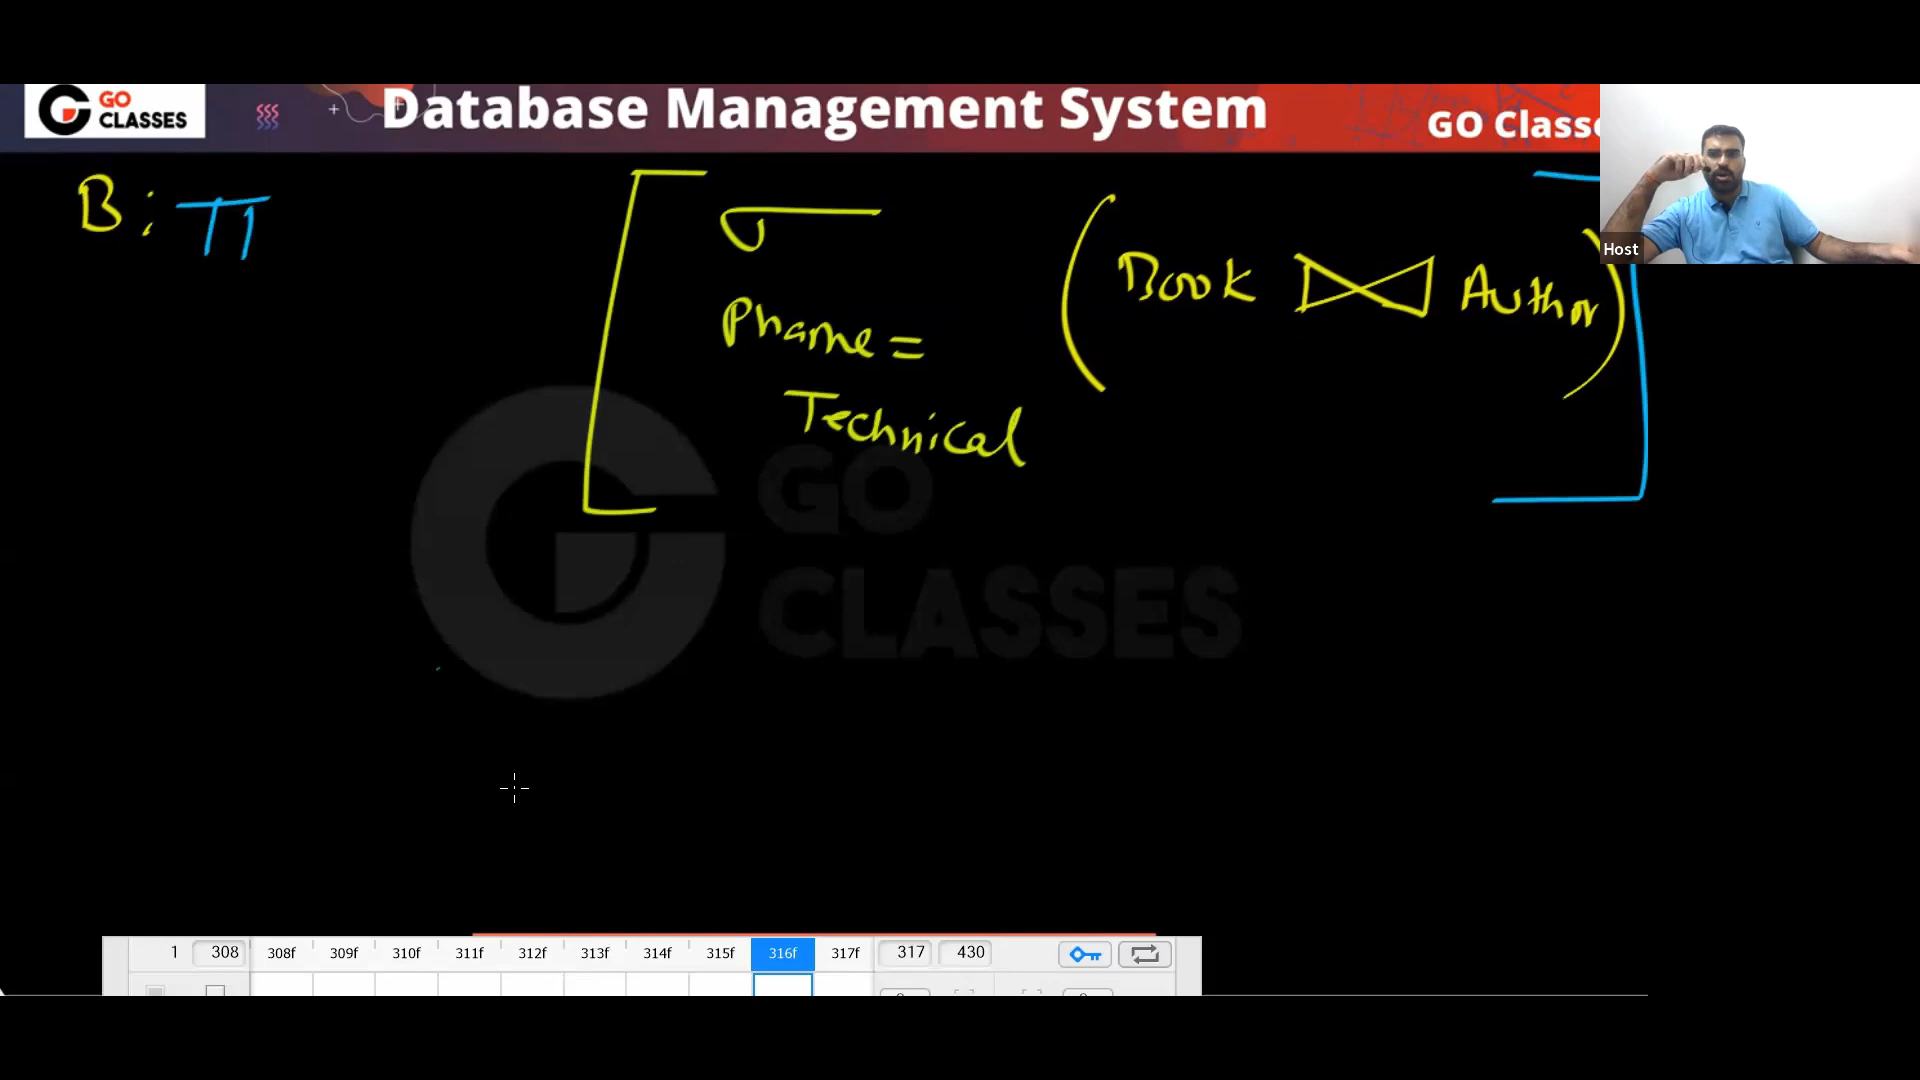 GO CLASSES
Database Management System
GO Classe
Host
B : π [ σ Pname = Technical ( Book ⋈ Author ) ]
GO CLASSES
1 308 308f 309f 310f 311f 312f 313f 314f 315f 316f 317f 317 430